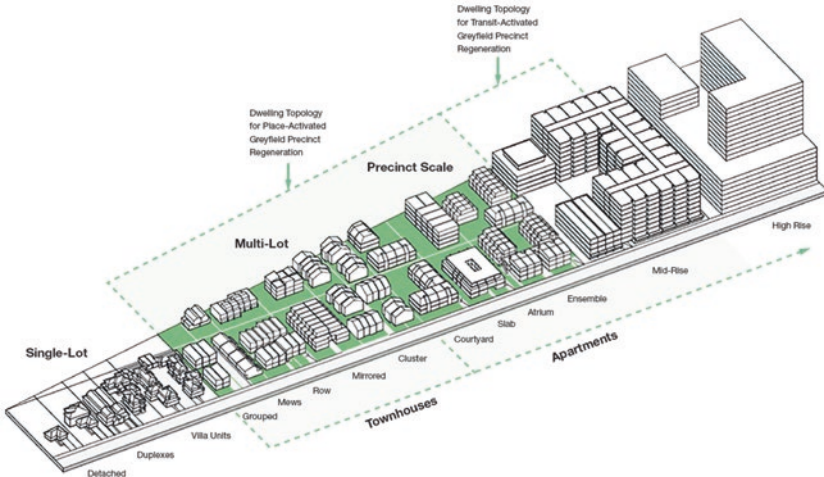 Dwelling Topology
for Transit-Activated
Greyfield Precinct
Regeneration
Dwelling Topology
for Place-Activated
Greyfield Precinct
Regeneration
Precinct Scale
Multi-Lot
Single-Lot
High Rise
Mid-Rise
Ensemble
Atrium
Slab
Courtyard
Cluster
Mirrored
Row
Mews
Grouped
Villa Units
Duplexes
Detached
Apartments
Townhouses